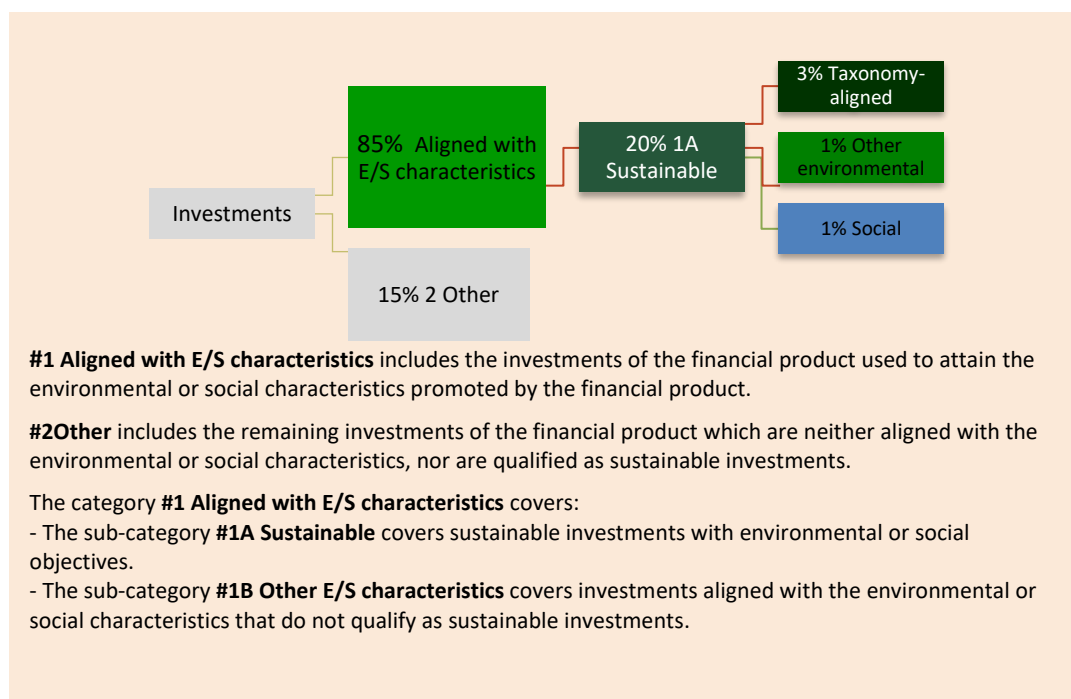 Investments
85% Aligned with
E/S characteristics
15% 2 Other
20% 1A
Sustainable
3% Taxonomy-
aligned
1% Other
environmental
1% Social
#1 Aligned with E/S characteristics includes the investments of the financial product used to attain the
environmental or social characteristics promoted by the financial product.
#2Other includes the remaining investments of the financial product which are neither aligned with the
environmental or social characteristics, nor are qualified as sustainable investments.
The category #1 Aligned with E/S characteristics covers:
- The sub-category #1A Sustainable covers sustainable investments with environmental or social
objectives.
- The sub-category #1B Other E/S characteristics covers investments aligned with the environmental or
social characteristics that do not qualify as sustainable investments.